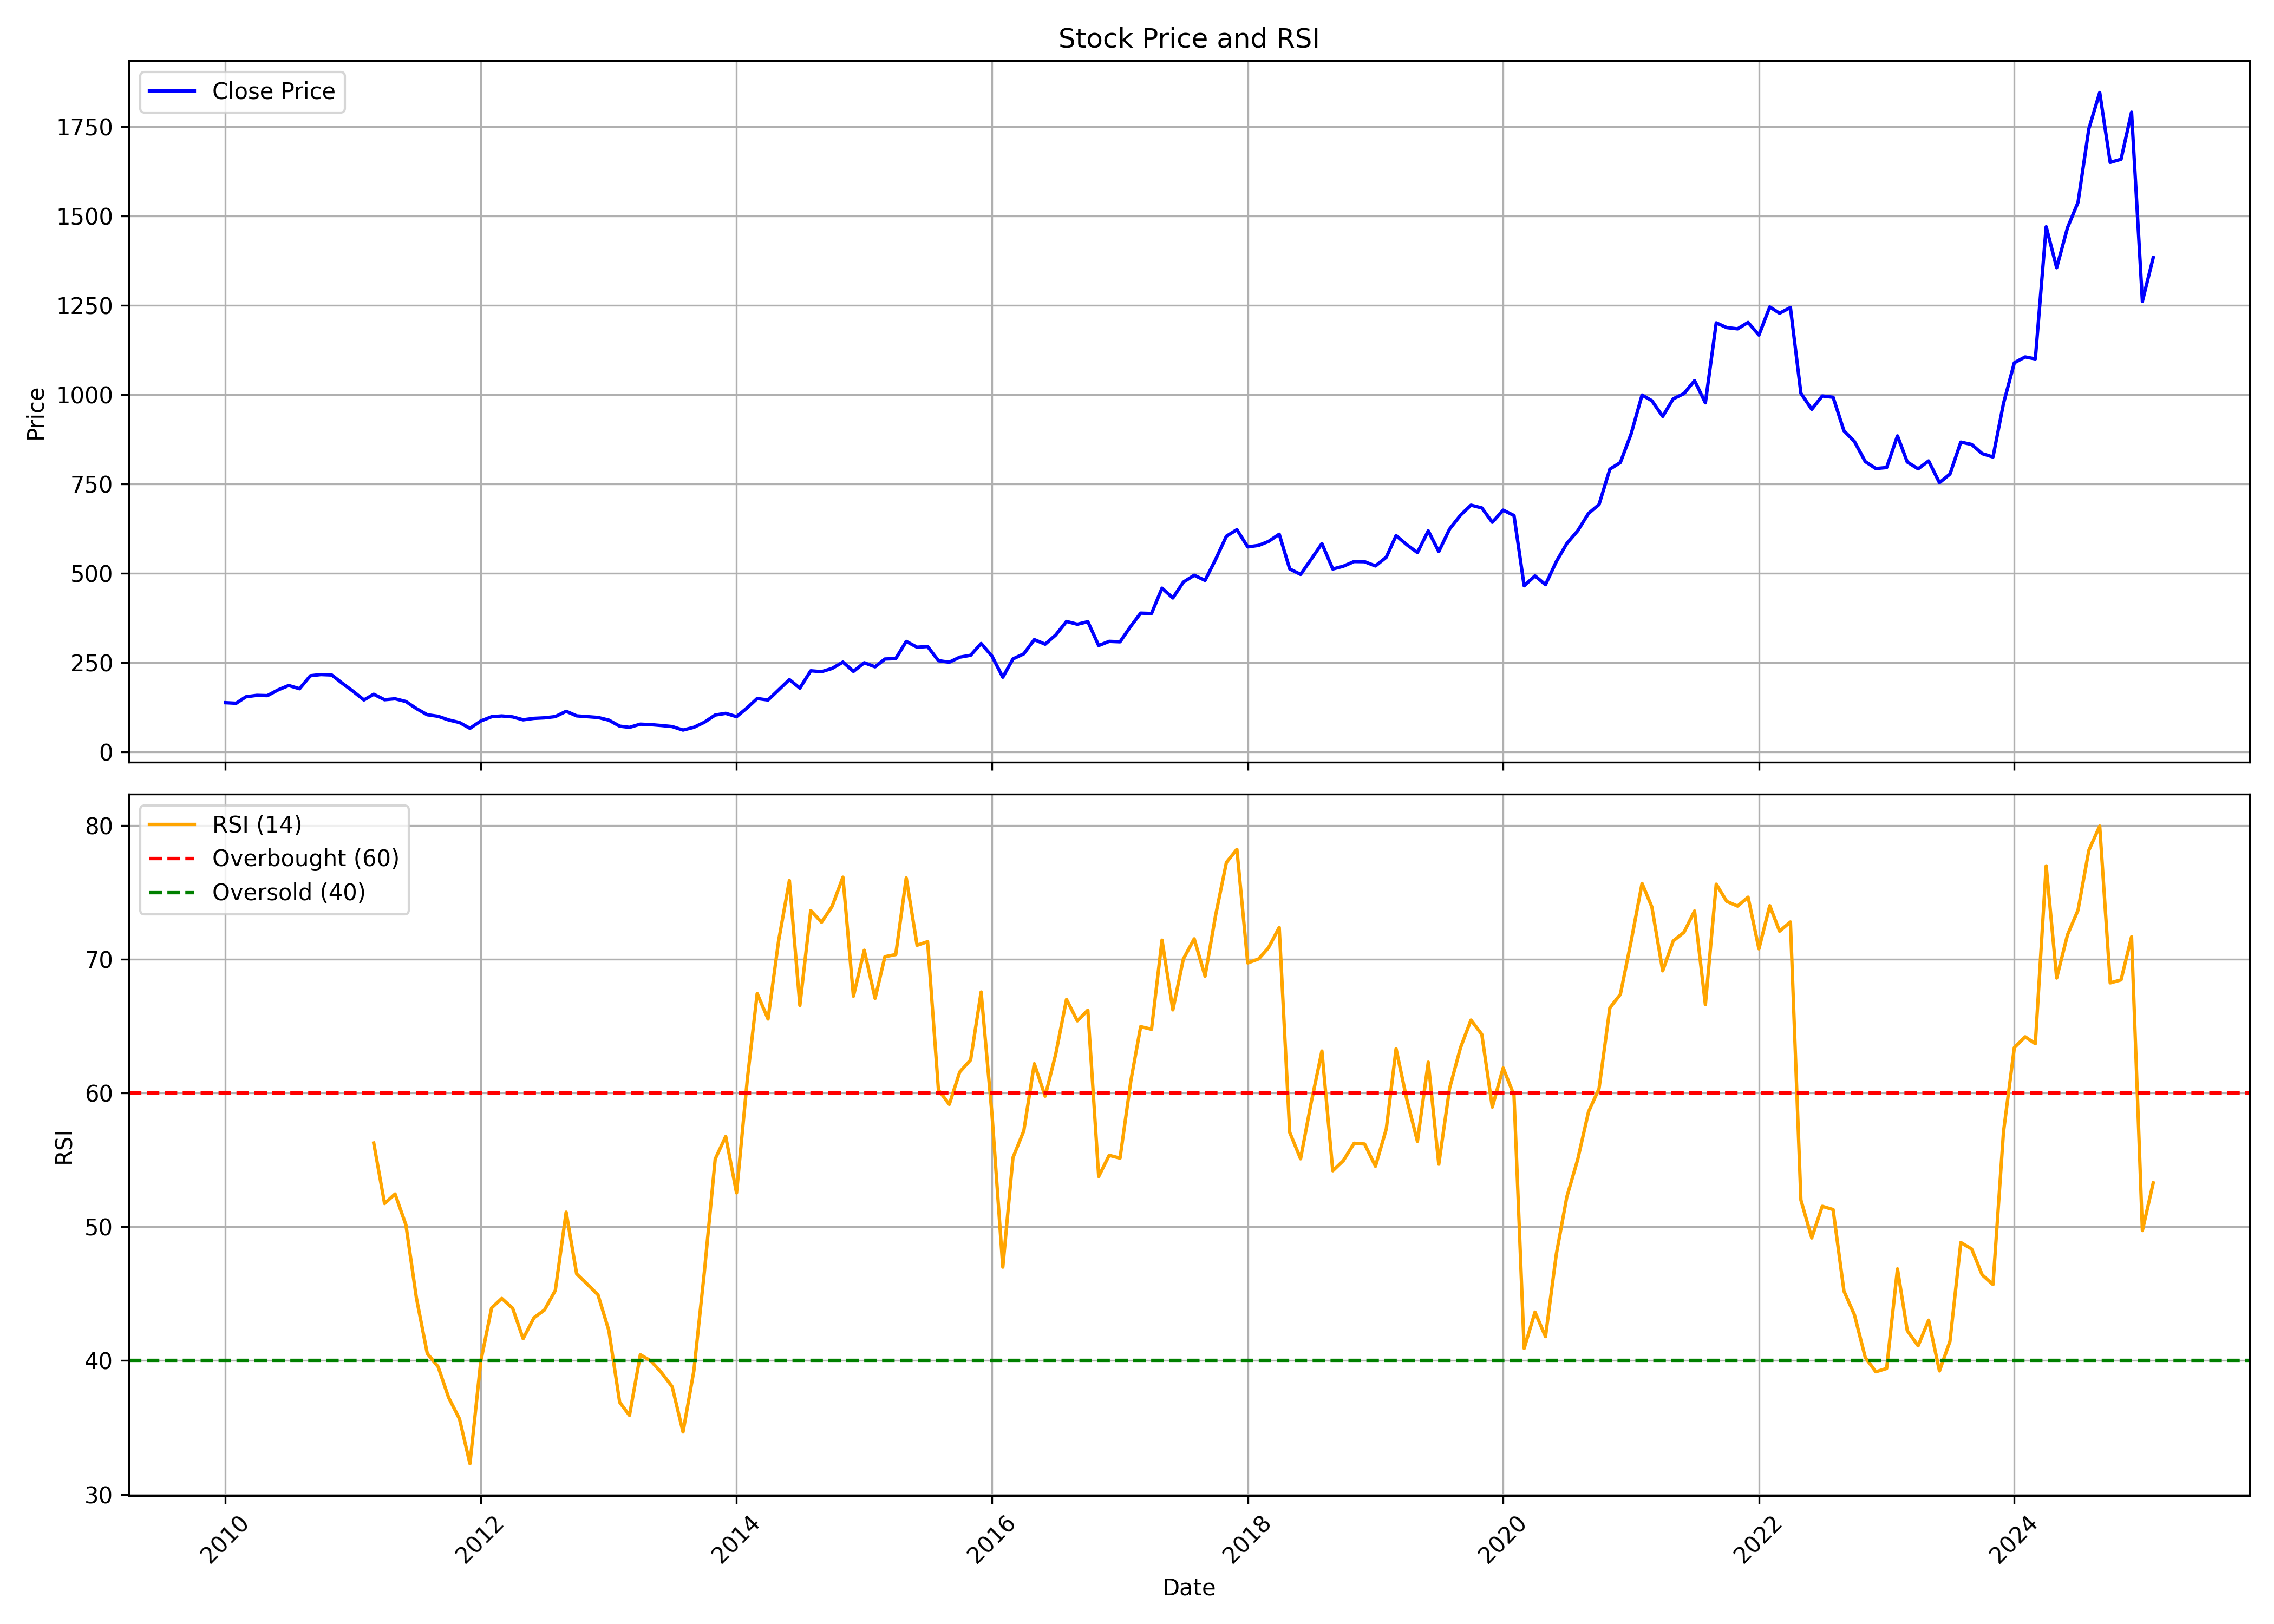 Stock Price and RSI
Close Price
Price
1750
1500
1250
1000
750
500
250
0
RSI (14)
Overbought (60)
Oversold (40)
RSI
80
70
60
50
40
30
2010
2012
2014
2016
2018
2020
2022
2024
Date